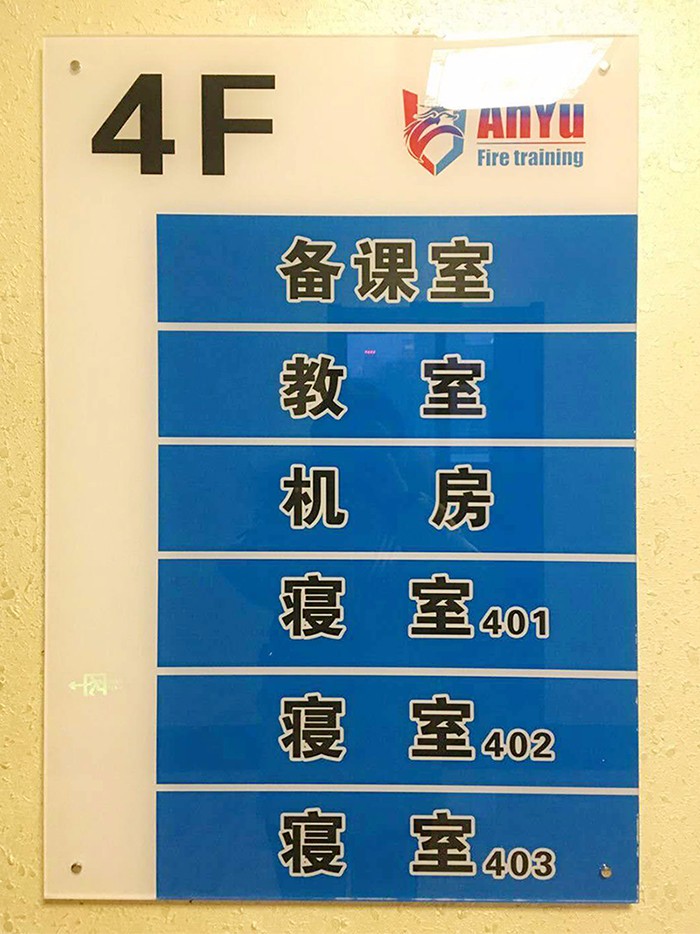 4F
AnYu
Fire training
备课室
教室
机房
寝室401
寝室402
寝室403